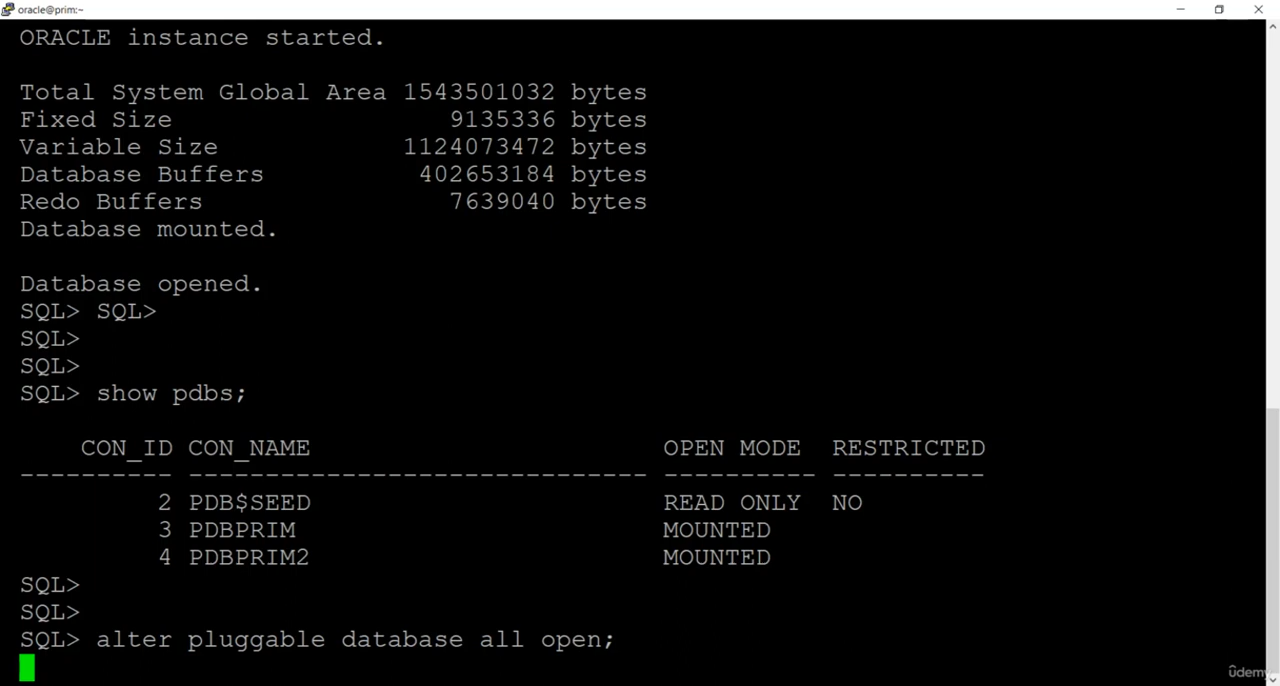 oracle@prim:~
ORACLE instance started.
Total System Global Area 1543501032 bytes
Fixed Size 9135336 bytes
Variable Size 1124073472 bytes
Database Buffers 402653184 bytes
Redo Buffers 7639040 bytes
Database mounted.
Database opened.
SQL> SQL>
SQL>
SQL>
SQL> show pdbs;
CON_ID CON_NAME OPEN MODE RESTRICTED
---------- ------------------------------ ---------- ----------
2 PDB$SEED READ ONLY NO
3 PDBPRIM MOUNTED
4 PDBPRIM2 MOUNTED
SQL>
SQL>
SQL> alter pluggable database all open;
ûdemy